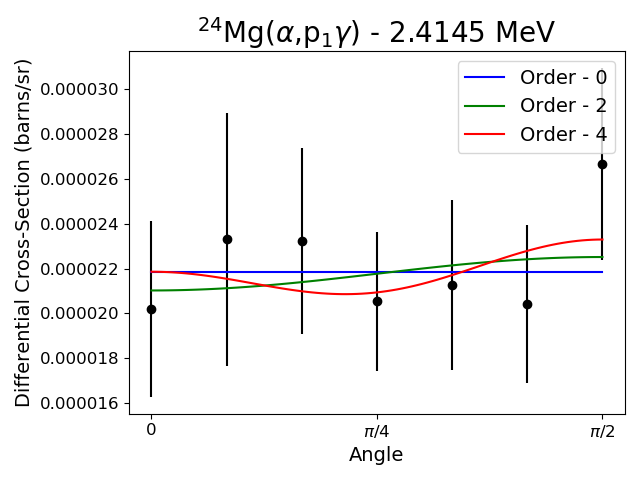 ²⁴Mg(α,p₁γ) - 2.4145 MeV
Differential Cross-Section (barns/sr)
0.000030
0.000028
0.000026
0.000024
0.000022
0.000020
0.000018
0.000016
Order - 0
Order - 2
Order - 4
0 π/4 π/2
Angle